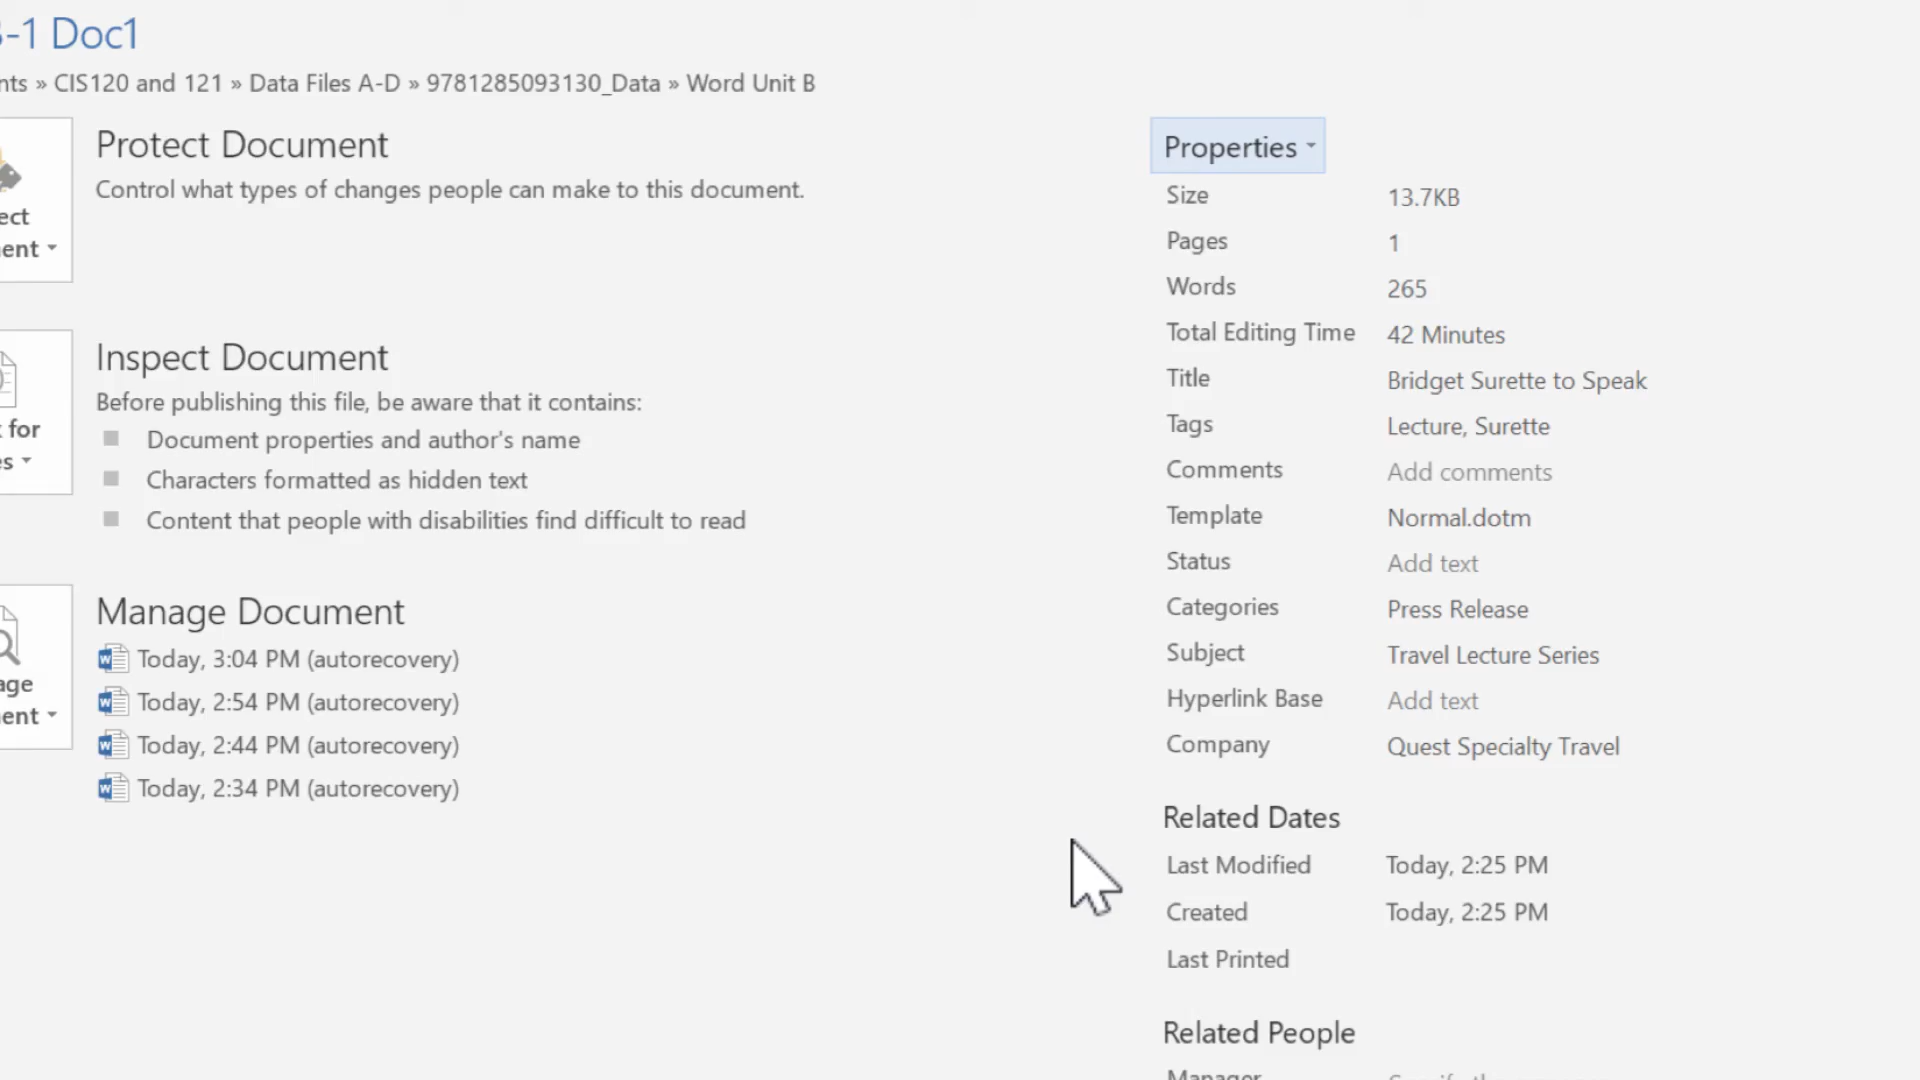 -1 Doc1
nts » CIS120 and 121 » Data Files A-D » 9781285093130_Data » Word Unit B
ect
ent
Protect Document
Control what types of changes people can make to this document.
for
es
Inspect Document
Before publishing this file, be aware that it contains:
Document properties and author's name
Characters formatted as hidden text
Content that people with disabilities find difficult to read
age
ent
Manage Document
Today, 3:04 PM (autorecovery)
Today, 2:54 PM (autorecovery)
Today, 2:44 PM (autorecovery)
Today, 2:34 PM (autorecovery)
Properties
Size 13.7KB
Pages 1
Words 265
Total Editing Time 42 Minutes
Title Bridget Surette to Speak
Tags Lecture, Surette
Comments Add comments
Template Normal.dotm
Status Add text
Categories Press Release
Subject Travel Lecture Series
Hyperlink Base Add text
Company Quest Specialty Travel
Related Dates
Last Modified Today, 2:25 PM
Created Today, 2:25 PM
Last Printed
Related People
Manager